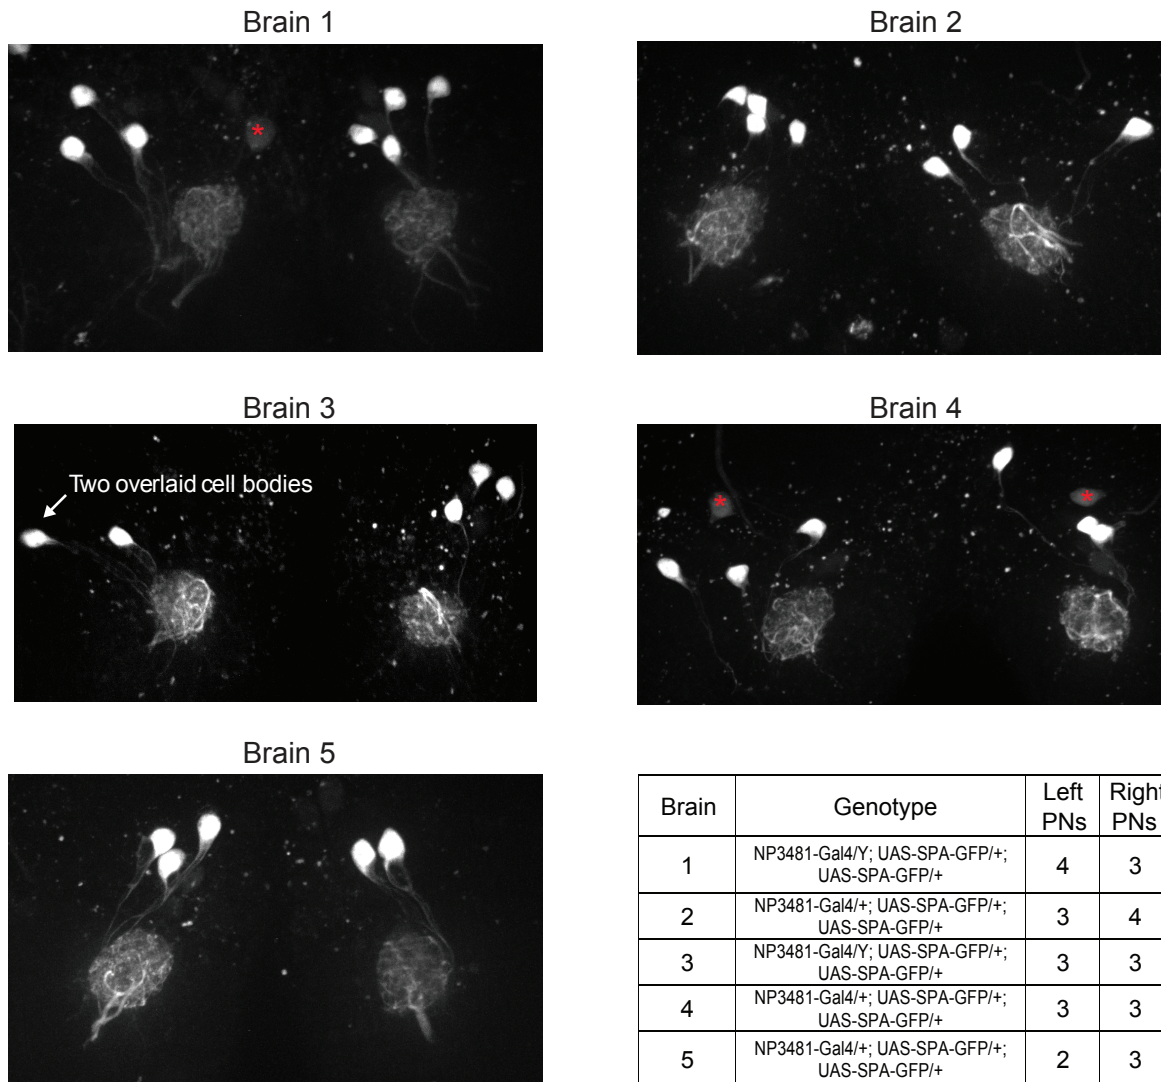 Brain 1
Brain 2
*
Brain 3
Brain 4
Two overlaid cell bodies
*
*
Brain 5
Brain Genotype Left PNs Right PNs
1 NP3481-Gal4/Y; UAS-SPA-GFP/+; UAS-SPA-GFP/+ 4 3
2 NP3481-Gal4/+; UAS-SPA-GFP/+; UAS-SPA-GFP/+ 3 4
3 NP3481-Gal4/Y; UAS-SPA-GFP/+; UAS-SPA-GFP/+ 3 3
4 NP3481-Gal4/+; UAS-SPA-GFP/+; UAS-SPA-GFP/+ 3 3
5 NP3481-Gal4/+; UAS-SPA-GFP/+; UAS-SPA-GFP/+ 2 3